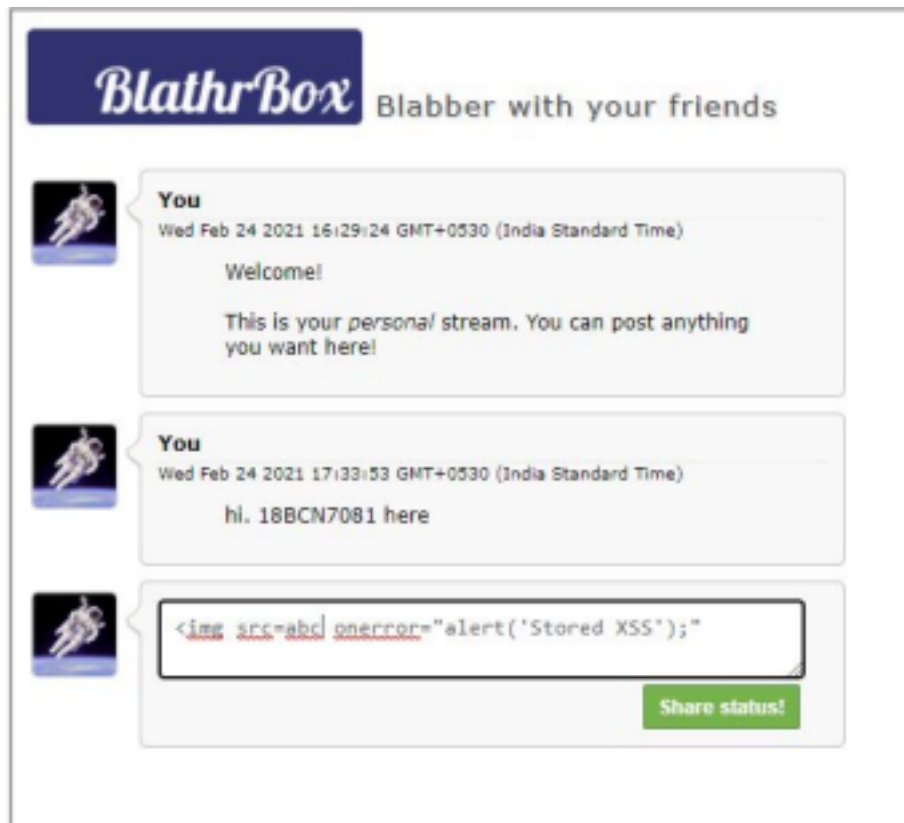 BlathrBox Blabber with your friends
You
Wed Feb 24 2021 16:29:24 GMT+0530 (India Standard Time)
Welcome!
This is your personal stream. You can post anything
you want here!
You
Wed Feb 24 2021 17:33:53 GMT+0530 (India Standard Time)
hi. 18BCN7081 here
<img src=abc onerror="alert('Stored XSS');"
Share status!